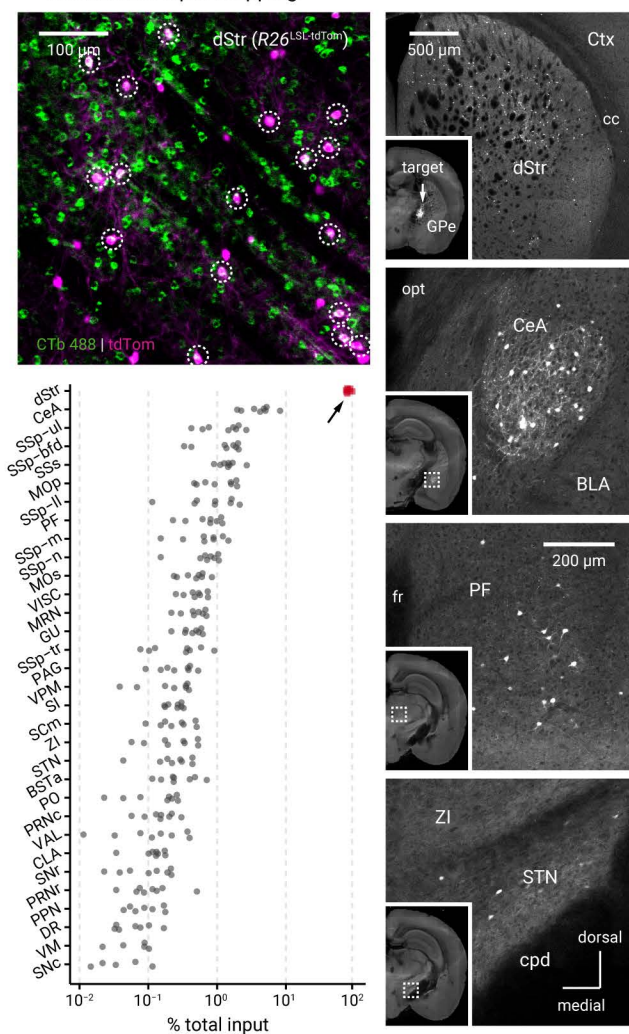 100 µm
dStr (R26LSL-tdTom)
CTb 488 | tdTom
500 µm
Ctx
cc
dStr
target
GPe
opt
CeA
BLA
200 µm
fr
PF
ZI
STN
cpd
dorsal
medial
dStr
CeA
SSp-ul
SSp-bfd
SSs
MOp
SSp-ll
PF
SSp-m
SSp-n
MOs
VISC
MRN
GU
SSp-tr
PAG
VPM
SI
SCm
ZI
STN
BSTa
PO
PRNc
VAL
CLA
SNr
PRNr
PPN
DR
VM
SNc
10⁻² 10⁻¹ 10⁰ 10¹ 10²
% total input